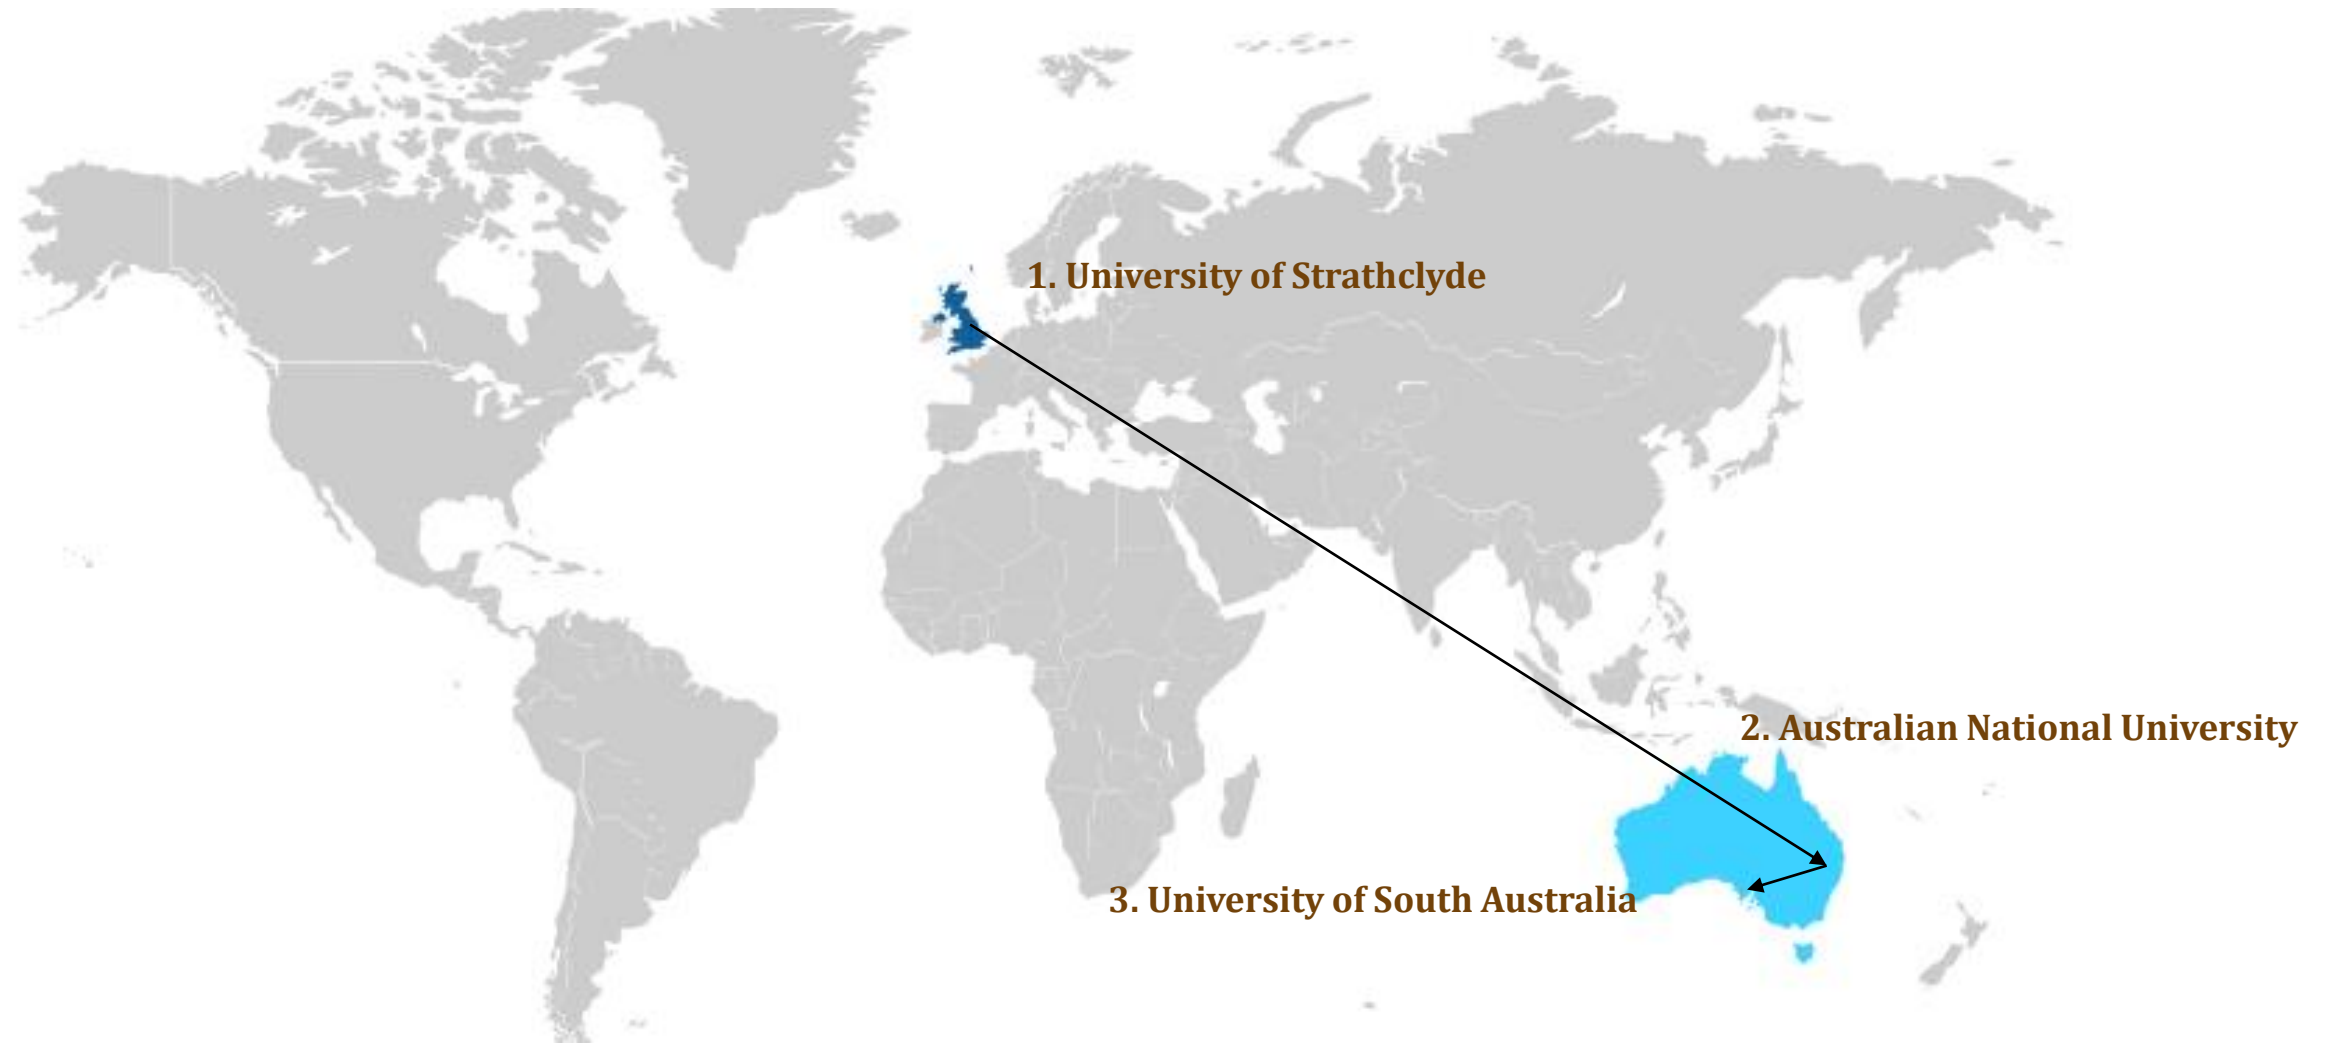 1. University of Strathclyde
2. Australian National University
3. University of South Australia